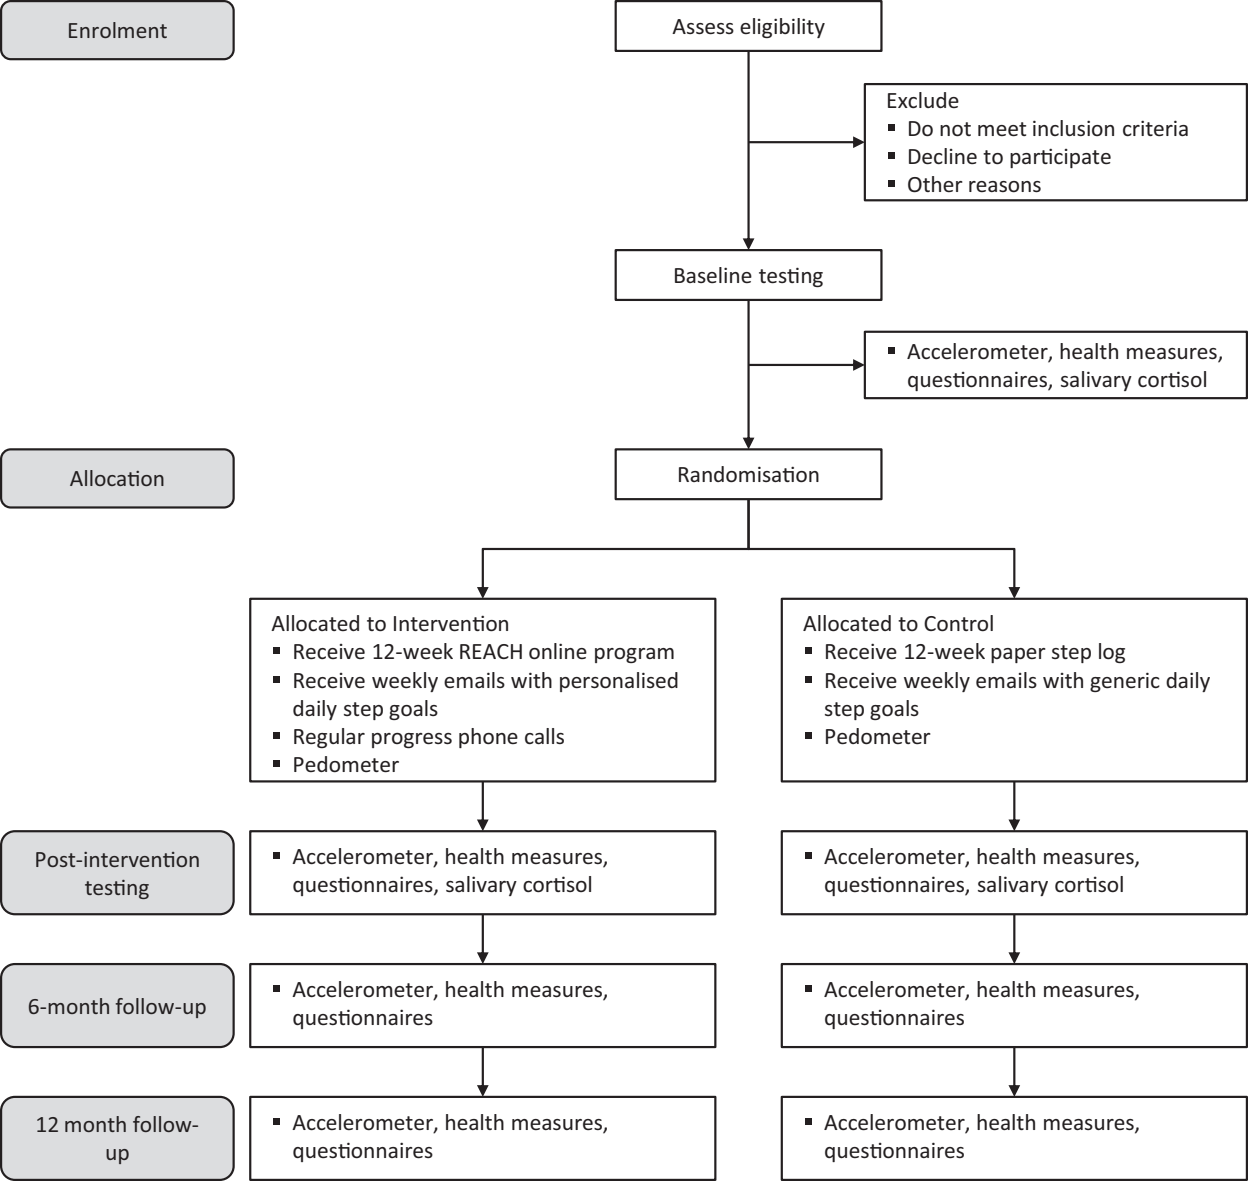 Enrolment
Assess eligibility
Exclude
▪ Do not meet inclusion criteria
▪ Decline to participate
▪ Other reasons
Baseline testing
▪ Accelerometer, health measures,
questionnaires, salivary cortisol
Allocation
Randomisation
Allocated to Intervention
▪ Receive 12-week REACH online program
▪ Receive weekly emails with personalised
daily step goals
▪ Regular progress phone calls
▪ Pedometer
Allocated to Control
▪ Receive 12-week paper step log
▪ Receive weekly emails with generic daily
step goals
▪ Pedometer
Post-intervention
testing
▪ Accelerometer, health measures,
questionnaires, salivary cortisol
▪ Accelerometer, health measures,
questionnaires, salivary cortisol
6-month follow-up
▪ Accelerometer, health measures,
questionnaires
▪ Accelerometer, health measures,
questionnaires
12 month follow-
up
▪ Accelerometer, health measures,
questionnaires
▪ Accelerometer, health measures,
questionnaires